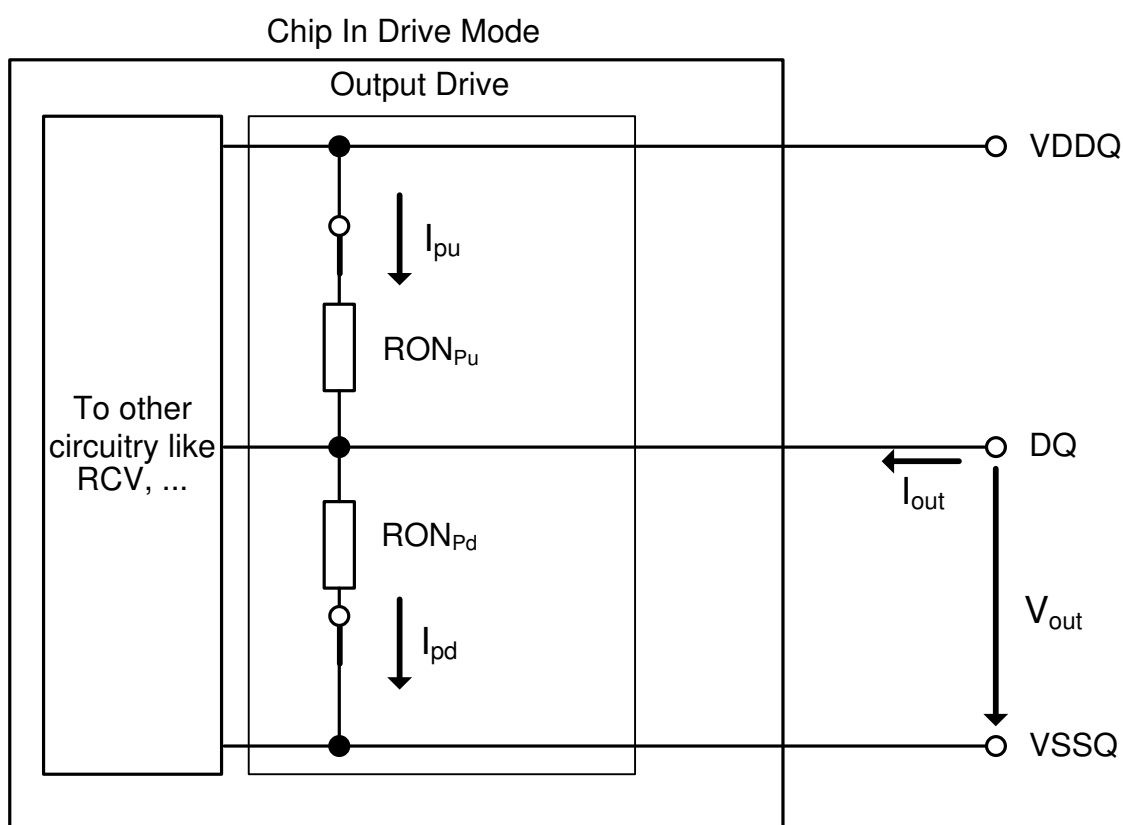 Chip In Drive Mode
Output Drive
VDDQ
Ipu
RONPu
To other
circuitry like
RCV, ...
DQ
Iout
RONPd
Vout
Ipd
VSSQ